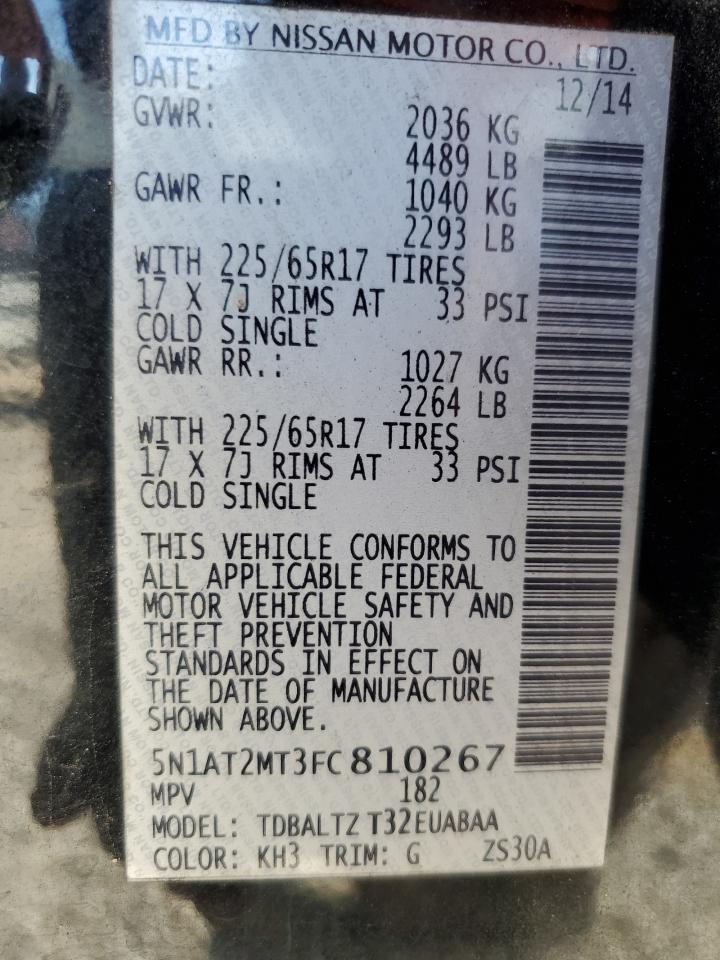 MFD BY NISSAN MOTOR CO., LTD.
DATE: 12/14
GVWR: 2036 KG
4489 LB
GAWR FR.: 1040 KG
2293 LB
WITH 225/65R17 TIRES
17 X 7J RIMS AT 33 PSI
COLD SINGLE
GAWR RR.: 1027 KG
2264 LB
WITH 225/65R17 TIRES
17 X 7J RIMS AT 33 PSI
COLD SINGLE
THIS VEHICLE CONFORMS TO
ALL APPLICABLE FEDERAL
MOTOR VEHICLE SAFETY AND
THEFT PREVENTION
STANDARDS IN EFFECT ON
THE DATE OF MANUFACTURE
SHOWN ABOVE.
5N1AT2MT3FC810267
MPV 182
MODEL: TDBALTZ T32EUABAA
COLOR: KH3 TRIM: G ZS30A